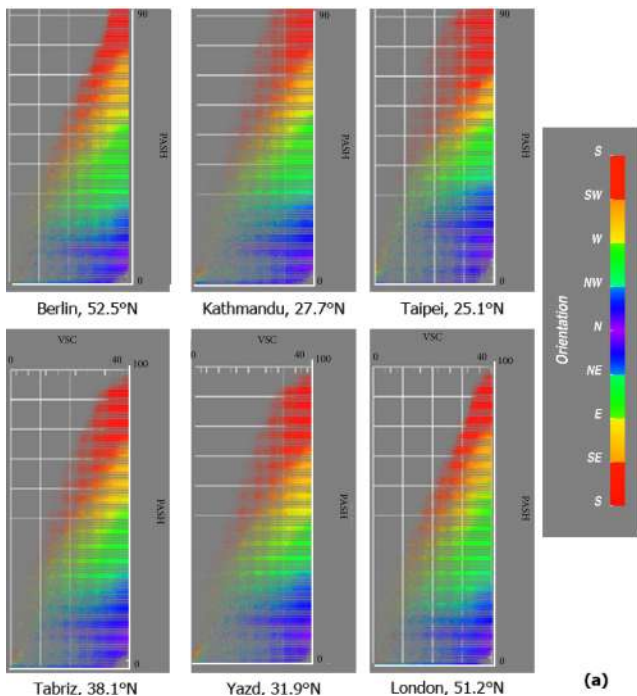 90
90
90
PASH
PASH
PASH
0
0
0
Berlin, 52.5°N
Kathmandu, 27.7°N
Taipei, 25.1°N
VSC
VSC
VSC
0
40
100
0
40
100
0
40
100
PASH
PASH
PASH
0
0
0
Tabriz, 38.1°N
Yazd, 31.9°N
London, 51.2°N
Orientation
S
SW
W
NW
N
NE
E
SE
S
(a)